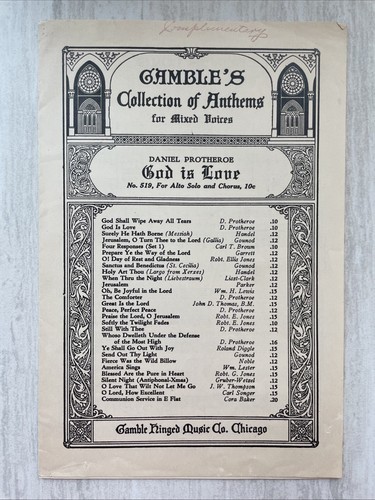 Complimentary
GAMBLE'S
Collection of Anthems
for Mixed Voices
DANIEL PROTHEROE
God is Love
No. 519, For Alto Solo and Chorus, 10c
God Shall Wipe Away All Tears D. Protheroe .10
God Is Love D. Protheroe .10
Surely He Hath Borne (Messiah) Handel .12
Jerusalem, O Turn Thee to the Lord (Gallia) Gounod .12
Four Responses (Set 1) Carl T. Brown .10
Prepare Ye the Way of the Lord Garrett .12
O! Day of Rest and Gladness Robt. Ella Jones .12
Sanctus and Benedictus (St. Cecilia) Gounod .12
Holy Art Thou (Largo from Xerxes) Handel .12
When Thru the Night (Liebestraum) Liszt-Clark .12
Jerusalem Parker .12
Oh, Be Joyful in the Lord Wm. H. Lewis .15
The Comforter D. Protheroe .12
Great Is the Lord John D. Thomas, B.M. .15
Peace, Perfect Peace D. Protheroe .12
Praise the Lord, O Jerusalem Robt. E. Jones .15
Softly the Twilight Fades Robt. E. Jones .10
Still With Thee D. Protheroe .12
Whoso Dwelleth Under the Defense
of the Most High D. Protheroe .16
Ye Shall Go Out With Joy Roland Diggle .15
Send Out Thy Light Gounod .12
Fierce Was the Wild Billow Noble .12
America Sings Wm. Lester .15
Blessed Are the Pure in Heart Robt. G. Jones .15
Silent Night (Antiphonal-Xmas) Gruber-Wetzel .12
O Love That Wilt Not Let Me Go J. W. Thompson .15
O Lord, How Excellent Carl Songer .15
Communion Service in E Flat Cora Baker .20
Gamble Hinged Music Co. Chicago